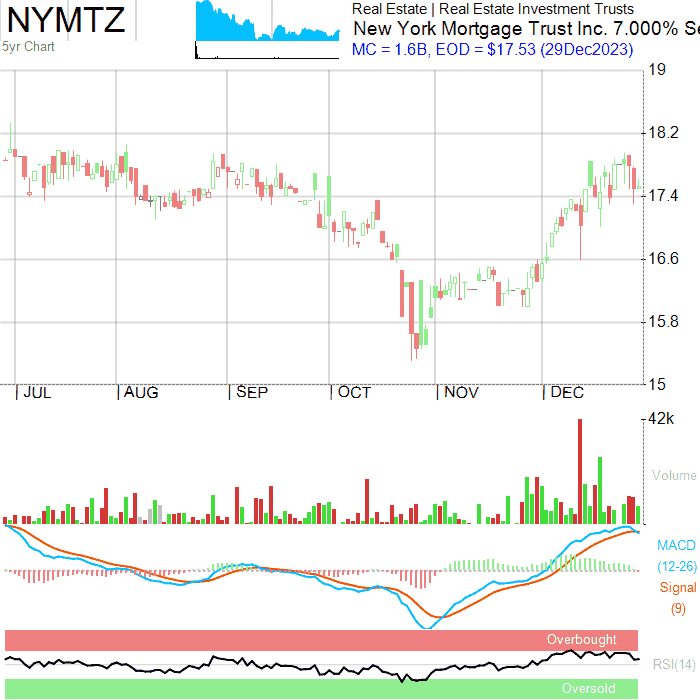 NYMTZ
5yr Chart
Real Estate | Real Estate Investment Trusts
New York Mortgage Trust Inc. 7.000% Se
MC = 1.6B, EOD = $17.53 (29Dec2023)
19
18.2
17.4
16.6
15.8
15
| JUL | AUG | SEP | OCT | NOV | DEC
42k
Volume
MACD
(12-26)
Signal
(9)
Overbought
RSI(14)
Oversold